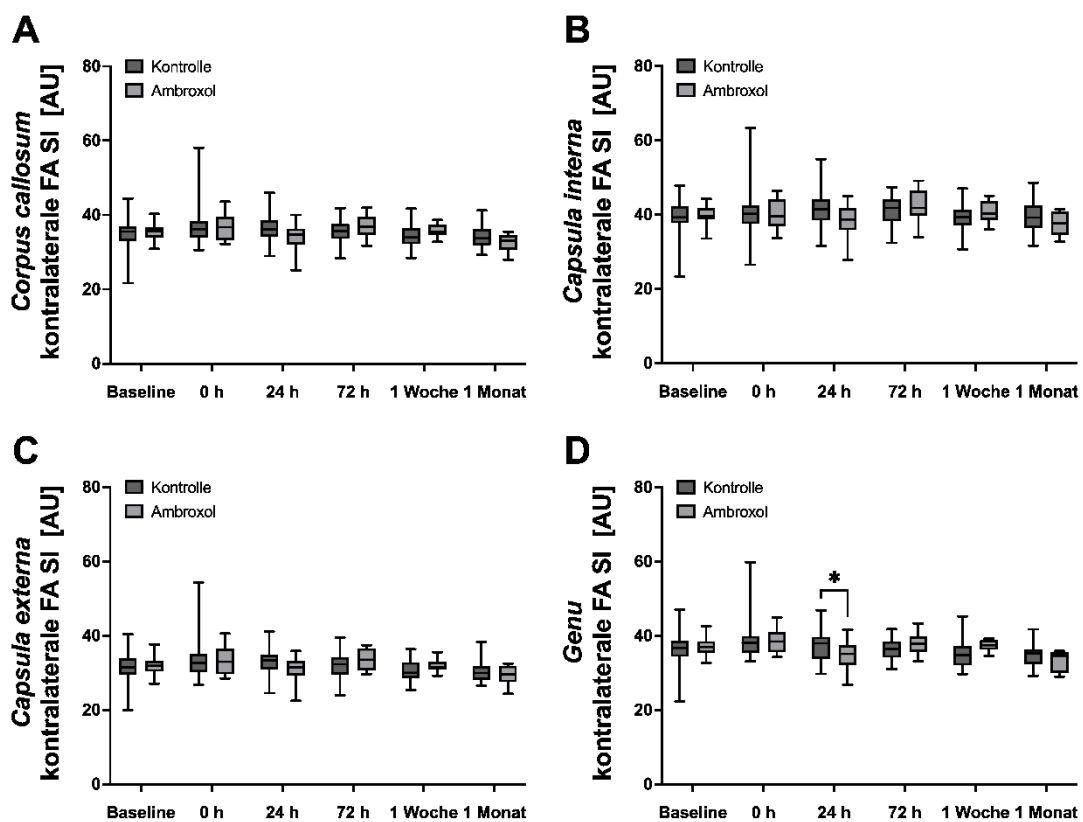 A
Corpus callosum
kontralaterale FA SI [AU]
80
60
40
20
0
Kontrolle
Ambroxol
Baseline 0 h 24 h 72 h 1 Woche 1 Monat
B
Capsula interna
kontralaterale FA SI [AU]
80
60
40
20
0
Kontrolle
Ambroxol
Baseline 0 h 24 h 72 h 1 Woche 1 Monat
C
Capsula externa
kontralaterale FA SI [AU]
80
60
40
20
0
Kontrolle
Ambroxol
Baseline 0 h 24 h 72 h 1 Woche 1 Monat
D
Genu
kontralaterale FA SI [AU]
80
60
40
20
0
Kontrolle
Ambroxol
*
Baseline 0 h 24 h 72 h 1 Woche 1 Monat